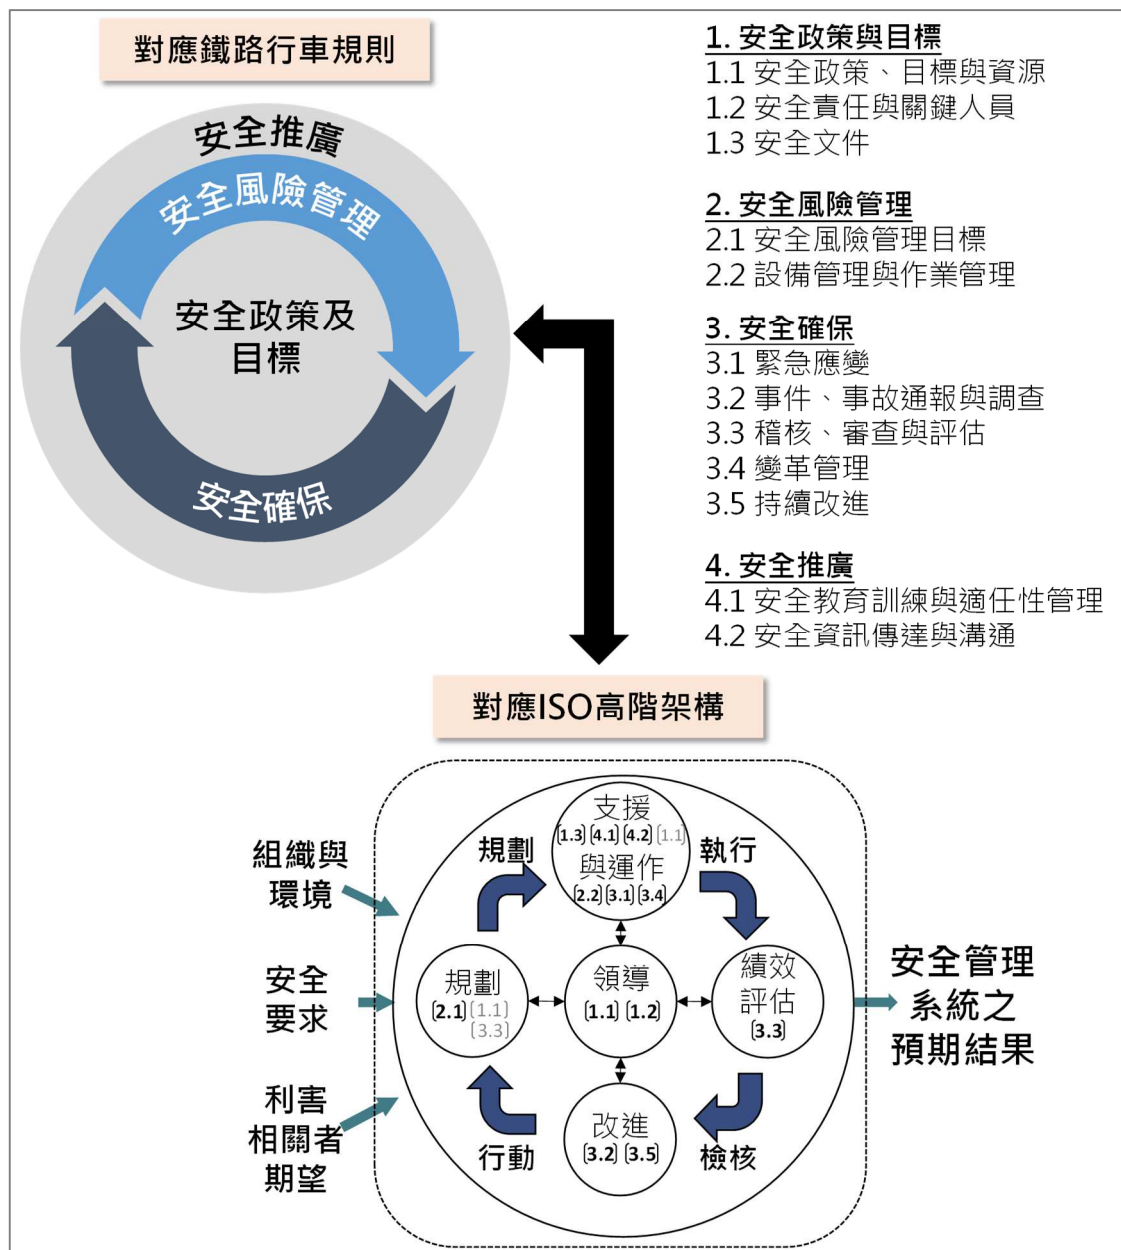 對應鐵路行車規則
安全推廣
安全風險管理
安全政策及
目標
安全確保
1. 安全政策與目標
1.1 安全政策、目標與資源
1.2 安全責任與關鍵人員
1.3 安全文件
2. 安全風險管理
2.1 安全風險管理目標
2.2 設備管理與作業管理
3. 安全確保
3.1 緊急應變
3.2 事件、事故通報與調查
3.3 稽核、審查與評估
3.4 變革管理
3.5 持續改進
4. 安全推廣
4.1 安全教育訓練與適任性管理
4.2 安全資訊傳達與溝通
對應ISO高階架構
組織與
環境
安全
要求
利害
相關者
期望
規劃
支援
(1.3) (4.1) (4.2) (1.1)
與運作
(2.2) (3.1) (3.4)
執行
規劃
(2.1) (1.1)
(3.3)
領導
(1.1) (1.2)
績效
評估
(3.3)
改進
(3.2) (3.5)
行動
檢核
安全管理
系統之
預期結果